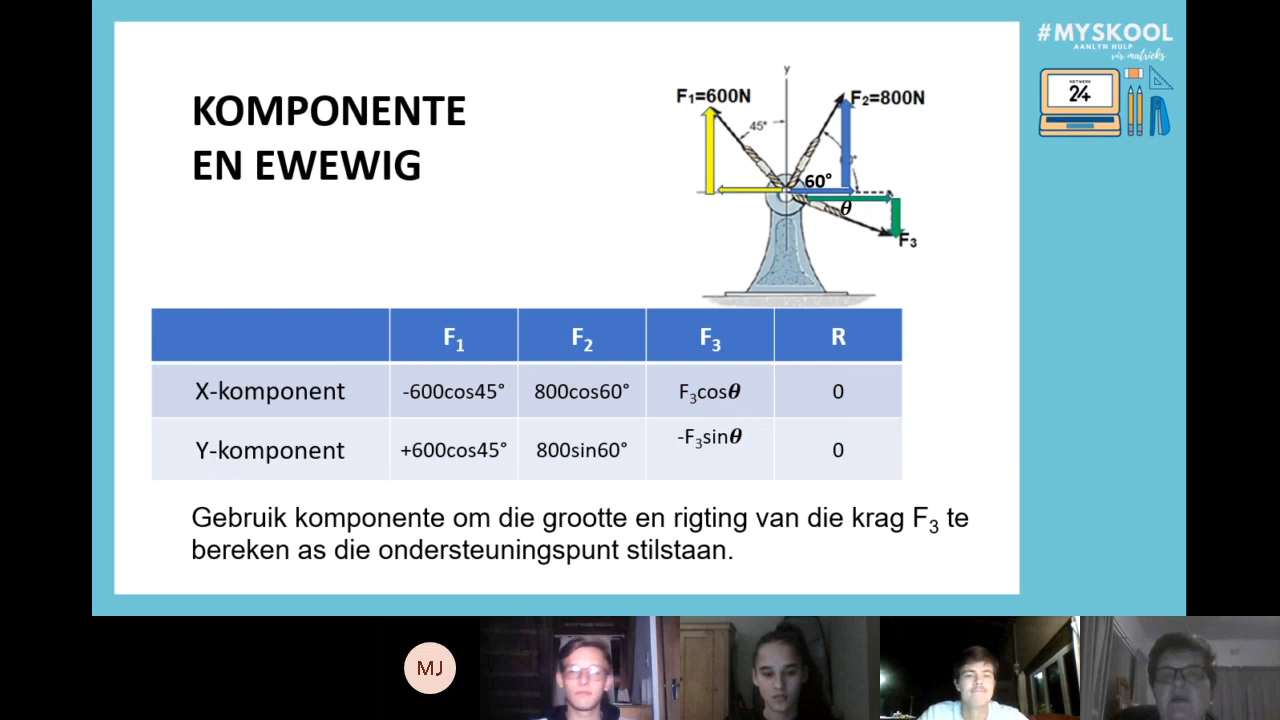 #MYSKOOL
AANLYN HULP
vir matrieks
NETWERK
24
KOMPONENTE
EN EWEWIG
y
F₁=600N
F₂=800N
45°
60°
θ
F₃
F₁ F₂ F₃ R
X-komponent -600cos45° 800cos60° F₃cosθ 0
Y-komponent +600cos45° 800sin60° -F₃sinθ 0
Gebruik komponente om die grootte en rigting van die krag F₃ te
bereken as die ondersteuningspunt stilstaan.
MJ